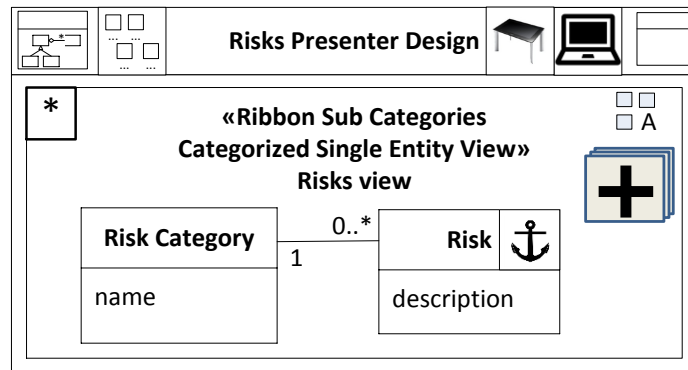 Risks Presenter Design
*
«Ribbon Sub Categories
Categorized Single Entity View»
Risks view
A
Risk Category
1
0..*
Risk
name
description